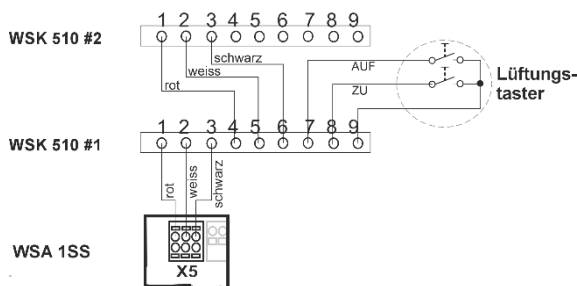 1 2 3 4 5 6 7 8 9
WSK 510 #2
schwarz
weiss
rot
AUF
ZU
Lüftungs-
taster
1 2 3 4 5 6 7 8 9
WSK 510 #1
rot
weiss
schwarz
WSA 1SS
X5